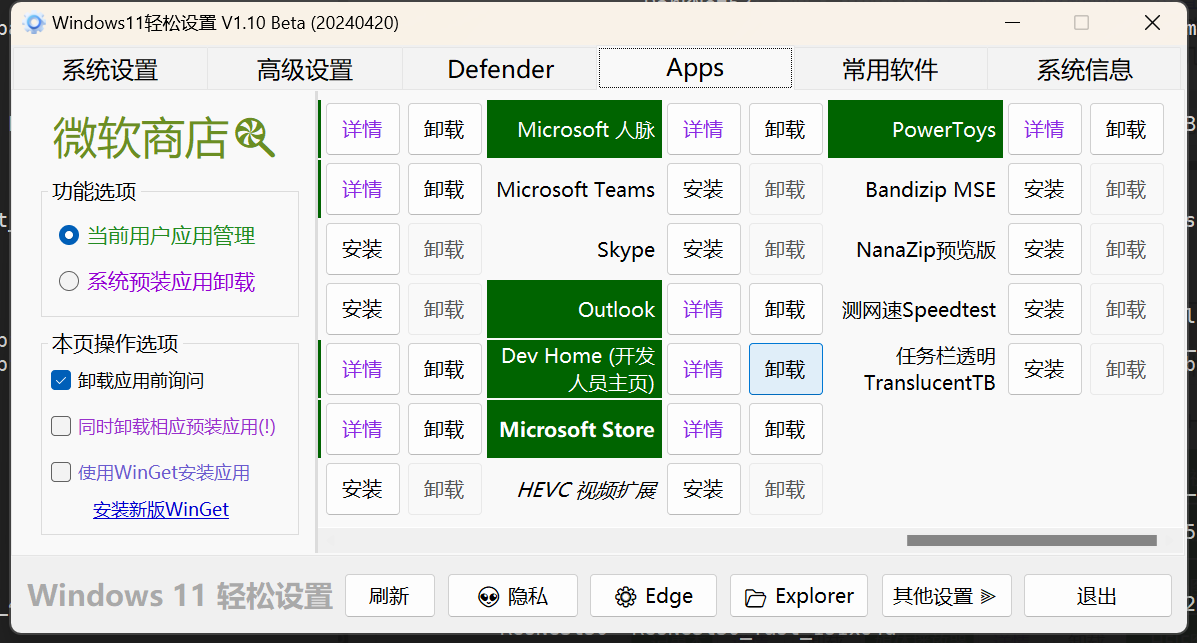 Windows11轻松设置 V1.10 Beta (20240420)
系统设置 高级设置 Defender Apps 常用软件 系统信息
微软商店
功能选项
当前用户应用管理
系统预装应用卸载
本页操作选项
卸载应用前询问
同时卸载相应预装应用(!)
使用WinGet安装应用
安装新版WinGet
详情 卸载 Microsoft 人脉 详情 卸载 PowerToys 详情 卸载
详情 卸载 Microsoft Teams 安装 卸载 Bandizip MSE 安装 卸载
安装 卸载 Skype 安装 卸载 NanaZip预览版 安装 卸载
安装 卸载 Outlook 详情 卸载 测网速Speedtest 安装 卸载
详情 卸载 Dev Home (开发
人员主页) 详情 卸载 任务栏透明
TranslucentTB 安装 卸载
详情 卸载 Microsoft Store 详情 卸载
安装 卸载 HEVC 视频扩展 安装 卸载
Windows 11 轻松设置 刷新 隐私 Edge Explorer 其他设置 退出